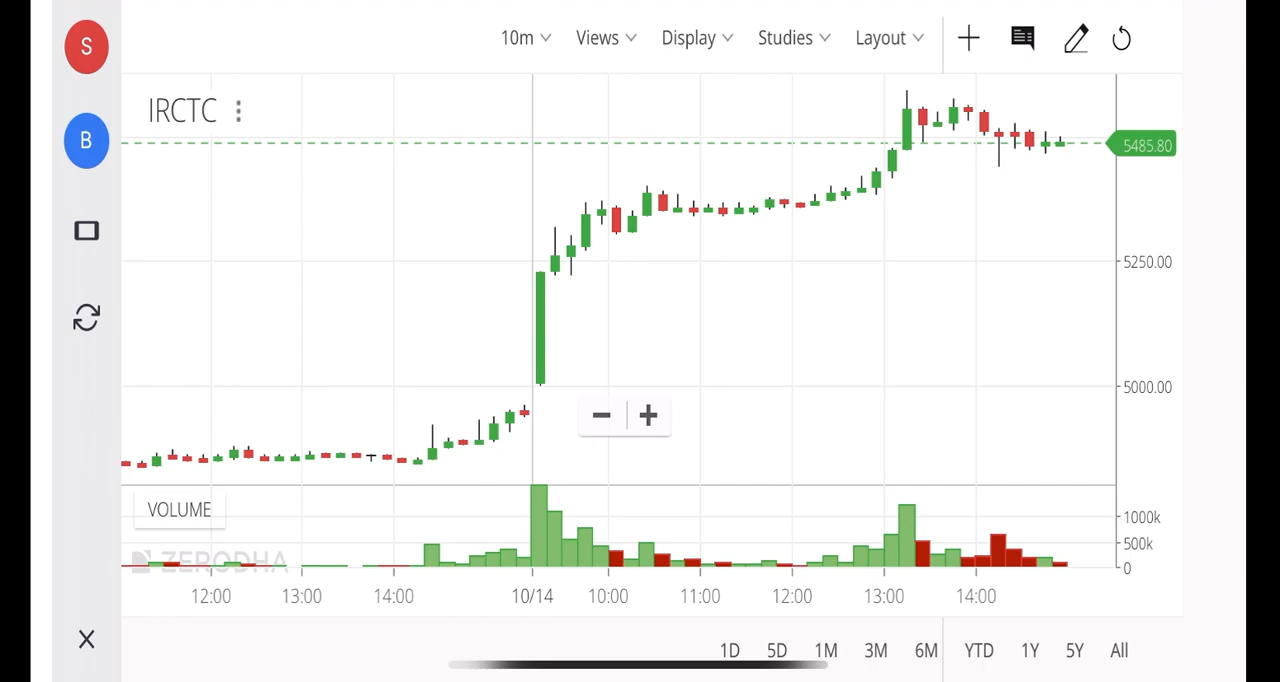 S
10m Views Display Studies Layout
IRCTC
B
5485.80
5250.00
5000.00
VOLUME
1000k
500k
ZERODHA
0
12:00 13:00 14:00 10/14 10:00 11:00 12:00 13:00 14:00
X
1D 5D 1M 3M 6M YTD 1Y 5Y All